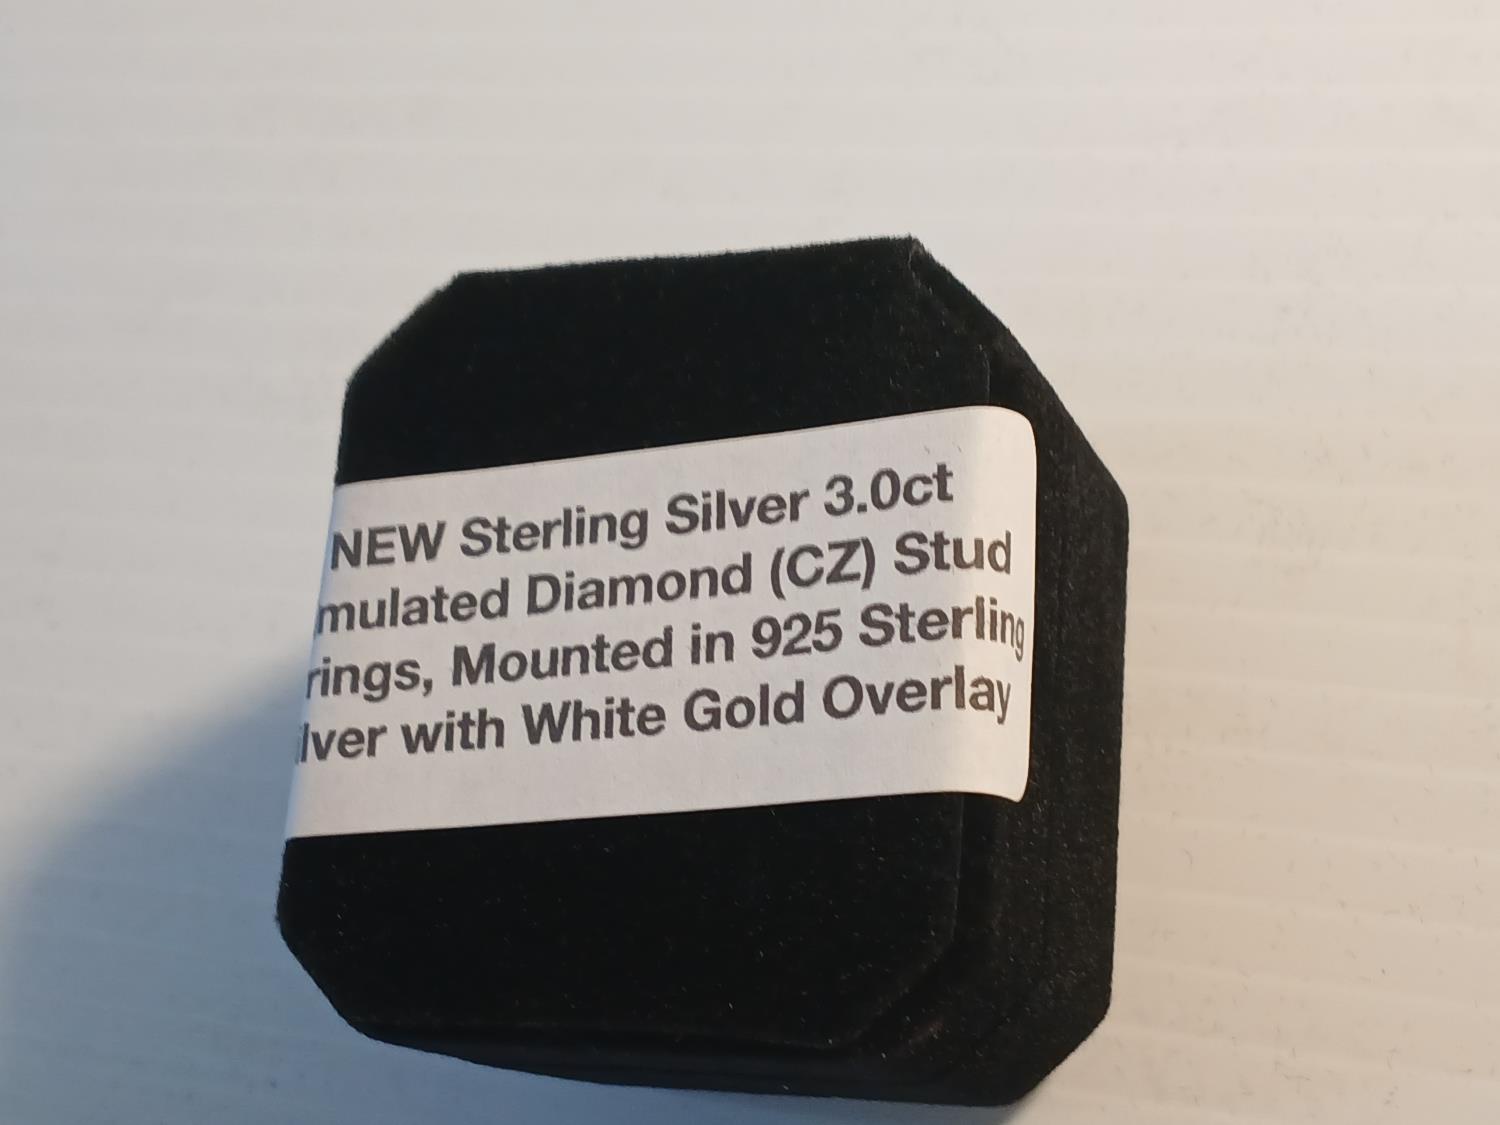 NEW Sterling Silver 3.0ct
mulated Diamond (CZ) Stud
rings, Mounted in 925 Sterling
lver with White Gold Overlay